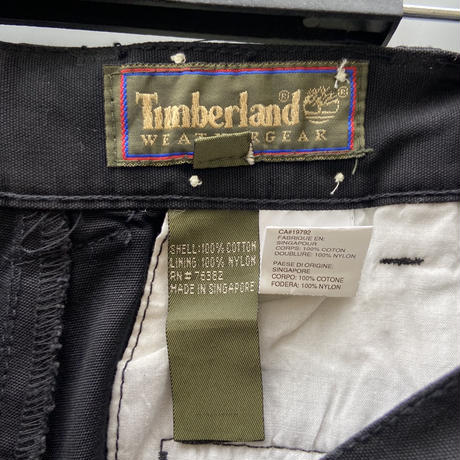 Timberland ® ®
WEATHERGEAR
SHELL: 100% COTTON
LINING: 100% NYLON
RN# 76382
MADE IN SINGAPORE
CA#19792
FABRIQUE EN:
SINGAPOUR
CORPS: 100% COTON
DOUBLURE: 100% NYLON
PAESE DI ORIGINE:
SINGAPORE
CORPO: 100% COTONE
FODERA: 100% NYLON